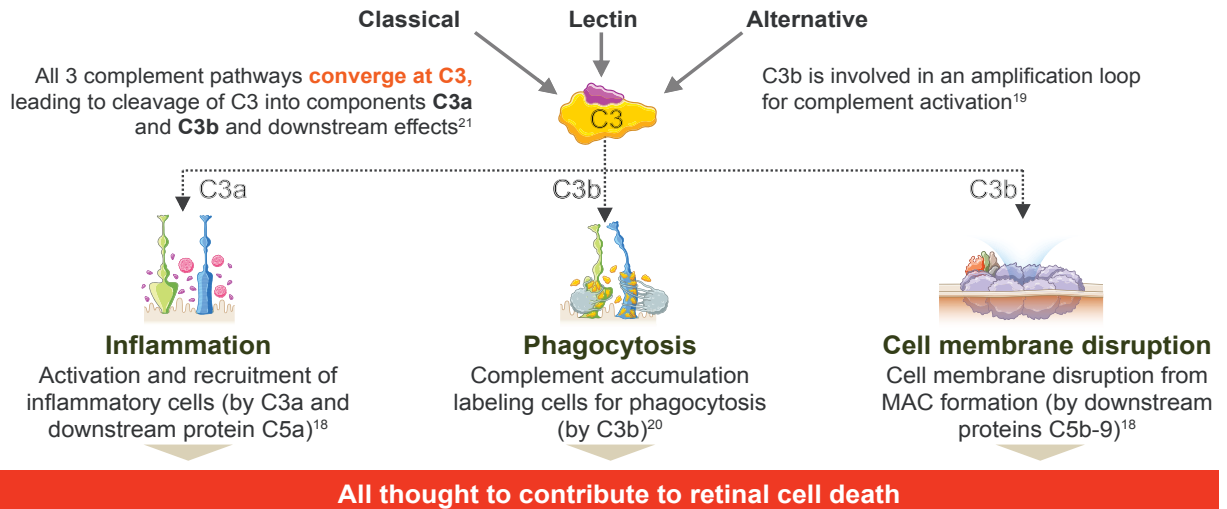 Classical
Lectin
Alternative
All 3 complement pathways converge at C3,
leading to cleavage of C3 into components C3a
and C3b and downstream effects²¹
C3b is involved in an amplification loop
for complement activation¹⁹
C3
C3a
C3b
C3b
Inflammation
Activation and recruitment of
inflammatory cells (by C3a and
downstream protein C5a)¹⁸
Phagocytosis
Complement accumulation
labeling cells for phagocytosis
(by C3b)²⁰
Cell membrane disruption
Cell membrane disruption from
MAC formation (by downstream
proteins C5b-9)¹⁸
All thought to contribute to retinal cell death